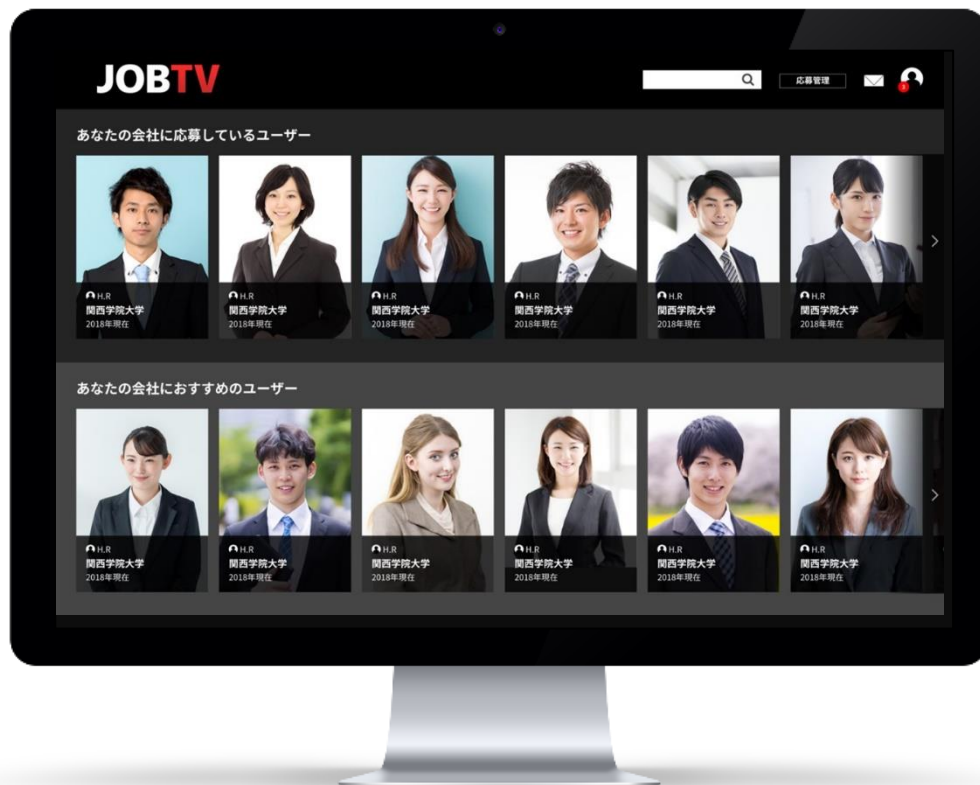 JOBTV
応募管理
あなたの会社に応募しているユーザー
H.R
関西学院大学
2018年現在
H.R
関西学院大学
2018年現在
H.R
関西学院大学
2018年現在
H.R
関西学院大学
2018年現在
H.R
関西学院大学
2018年現在
H.R
関西学院大学
2018年現在
あなたの会社におすすめのユーザー
H.R
関西学院大学
2018年現在
H.R
関西学院大学
2018年現在
H.R
関西学院大学
2018年現在
H.R
関西学院大学
2018年現在
H.R
関西学院大学
2018年現在
H.R
関西学院大学
2018年現在